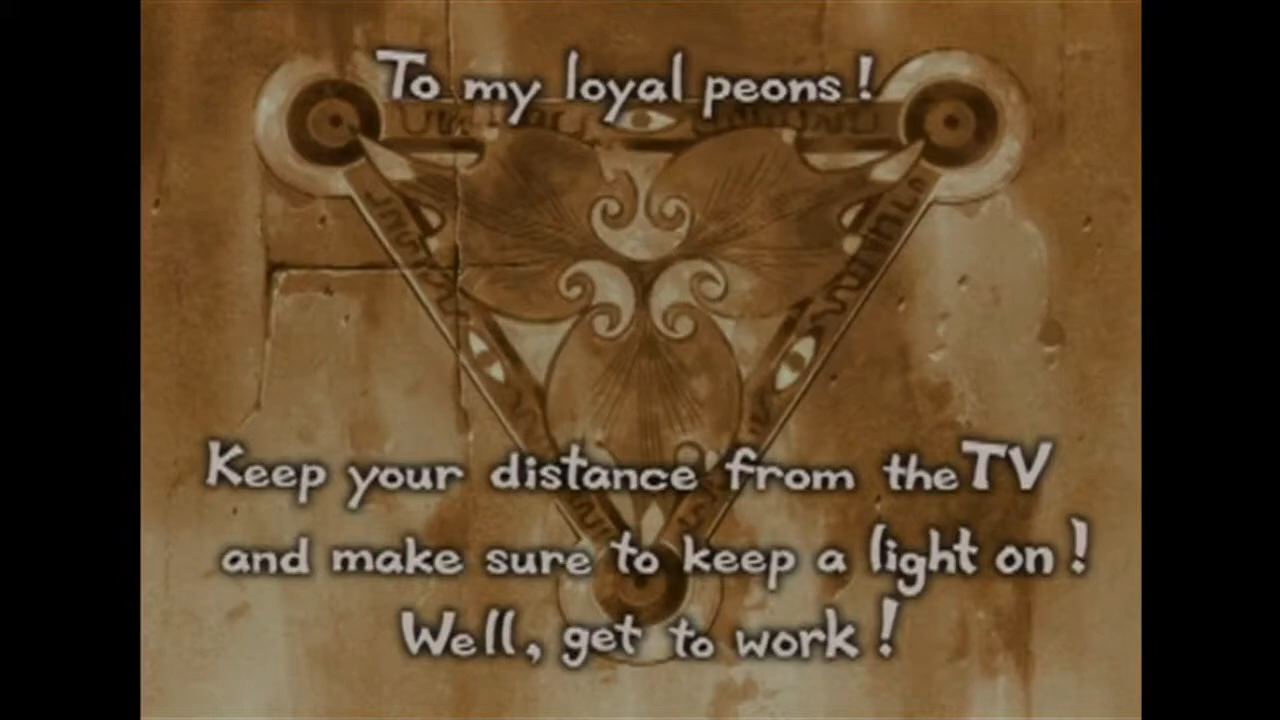 To my loyal peons!
Keep your distance from the TV
and make sure to keep a light on!
Well, get to work!